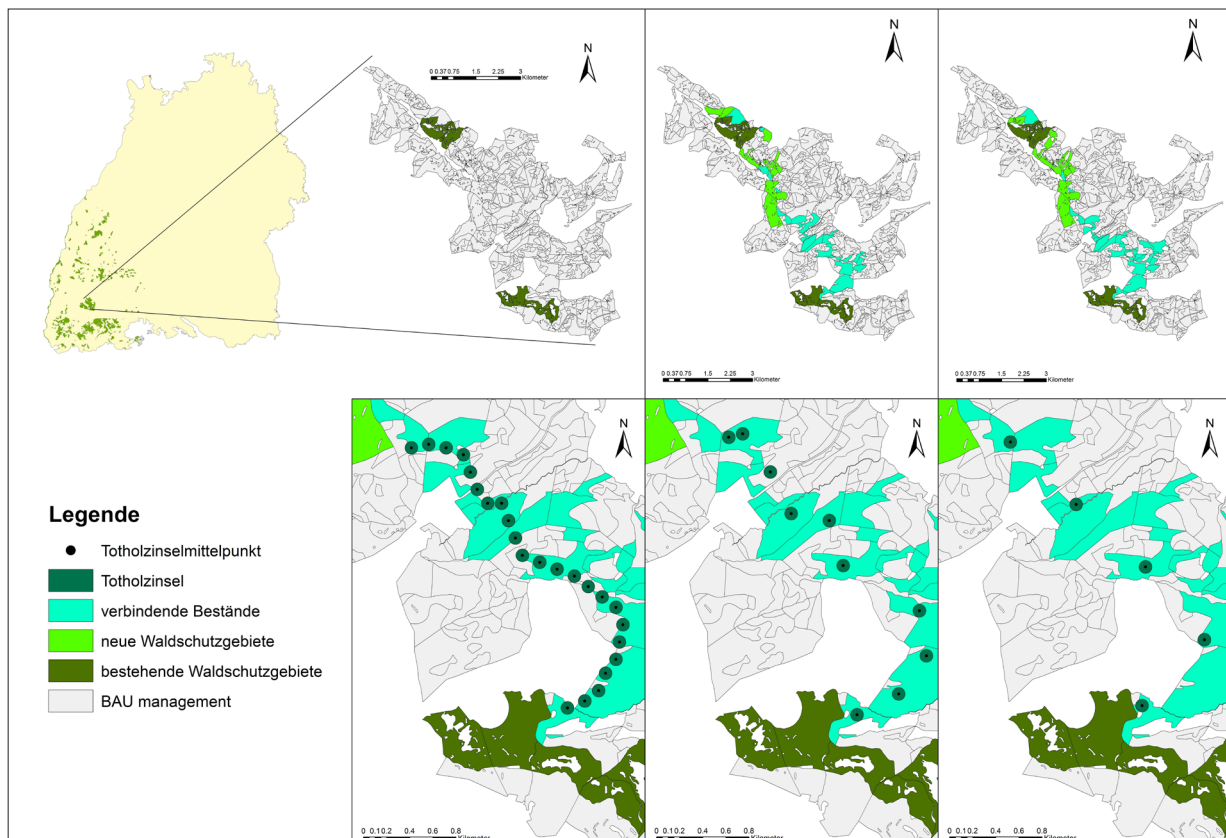 N
0 0.37 0.75 1.5 2.25 3
Kilometer
N
N
0 0.37 0.75 1.5 2.25 3
Kilometer
0 0.37 0.75 1.5 2.25 3
Kilometer
Legende
Totholzinselmittelpunkt
Totholzinsel
verbindende Bestände
neue Waldschutzgebiete
bestehende Waldschutzgebiete
BAU management
N
N
N
0 0.1 0.2 0.4 0.6 0.8
Kilometer
0 0.1 0.2 0.4 0.6 0.8
Kilometer
0 0.1 0.2 0.4 0.6 0.8
Kilometer